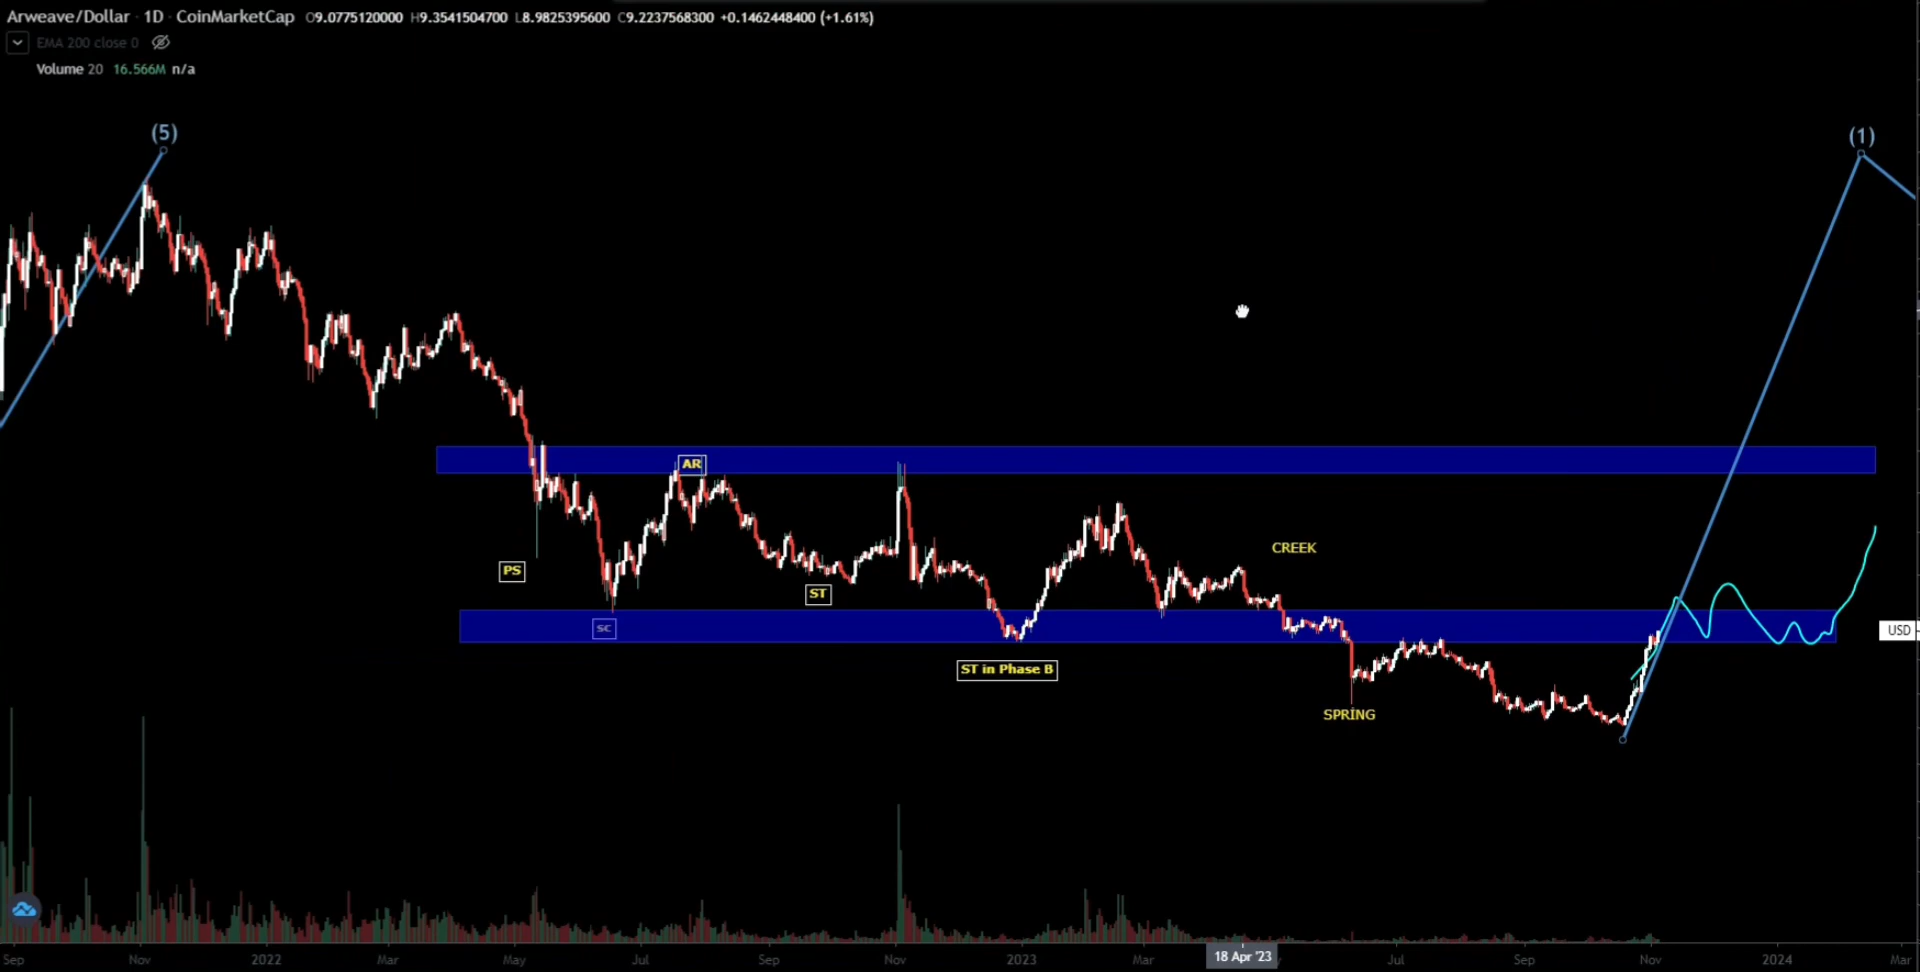 Arweave/Dollar · 1D · CoinMarketCap O9.0775120000 H9.3541504700 L8.9825395600 C9.2237568300 +0.1462448400 (+1.61%)
EMA 200 close 0
Volume 20 16.566M n/a
(5)
(1)
AR
CREEK
PS
ST
SC
USD
ST in Phase B
SPRİNG
Sep Nov 2022 Mar May Jul Sep Nov 2023 Mar 18 Apr '23 Jul Sep Nov 2024 Mar